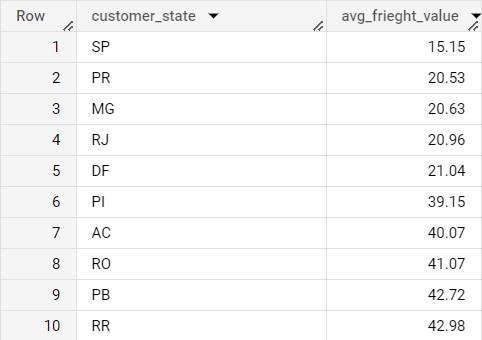 Row customer_state avg_frieght_value
1 SP 15.15
2 PR 20.53
3 MG 20.63
4 RJ 20.96
5 DF 21.04
6 PI 39.15
7 AC 40.07
8 RO 41.07
9 PB 42.72
10 RR 42.98